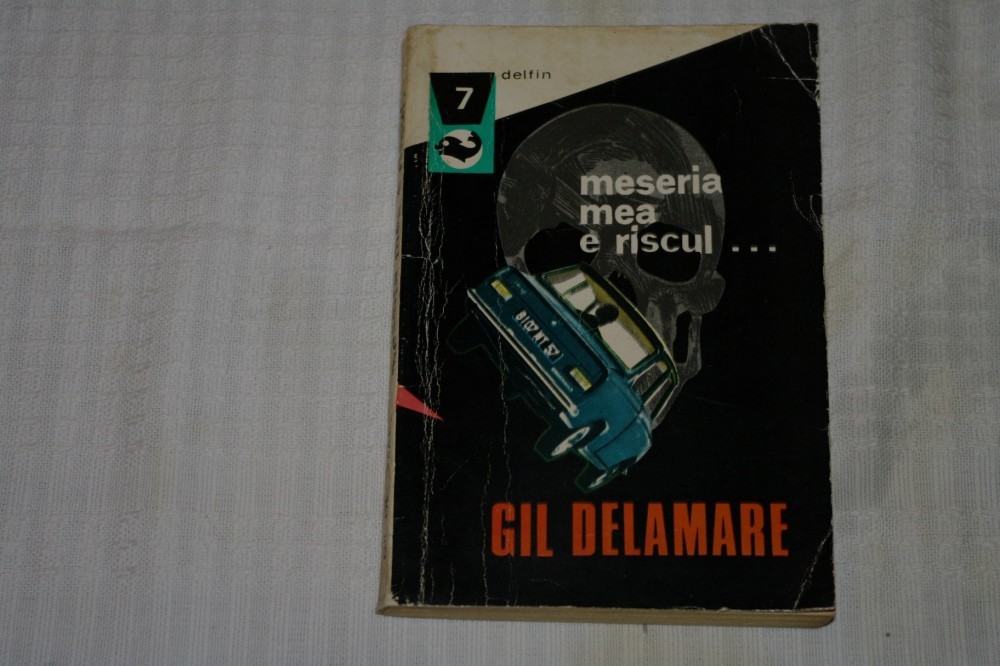 delfin
7
meseria
mea
e riscul ...
GIL DELAMARE